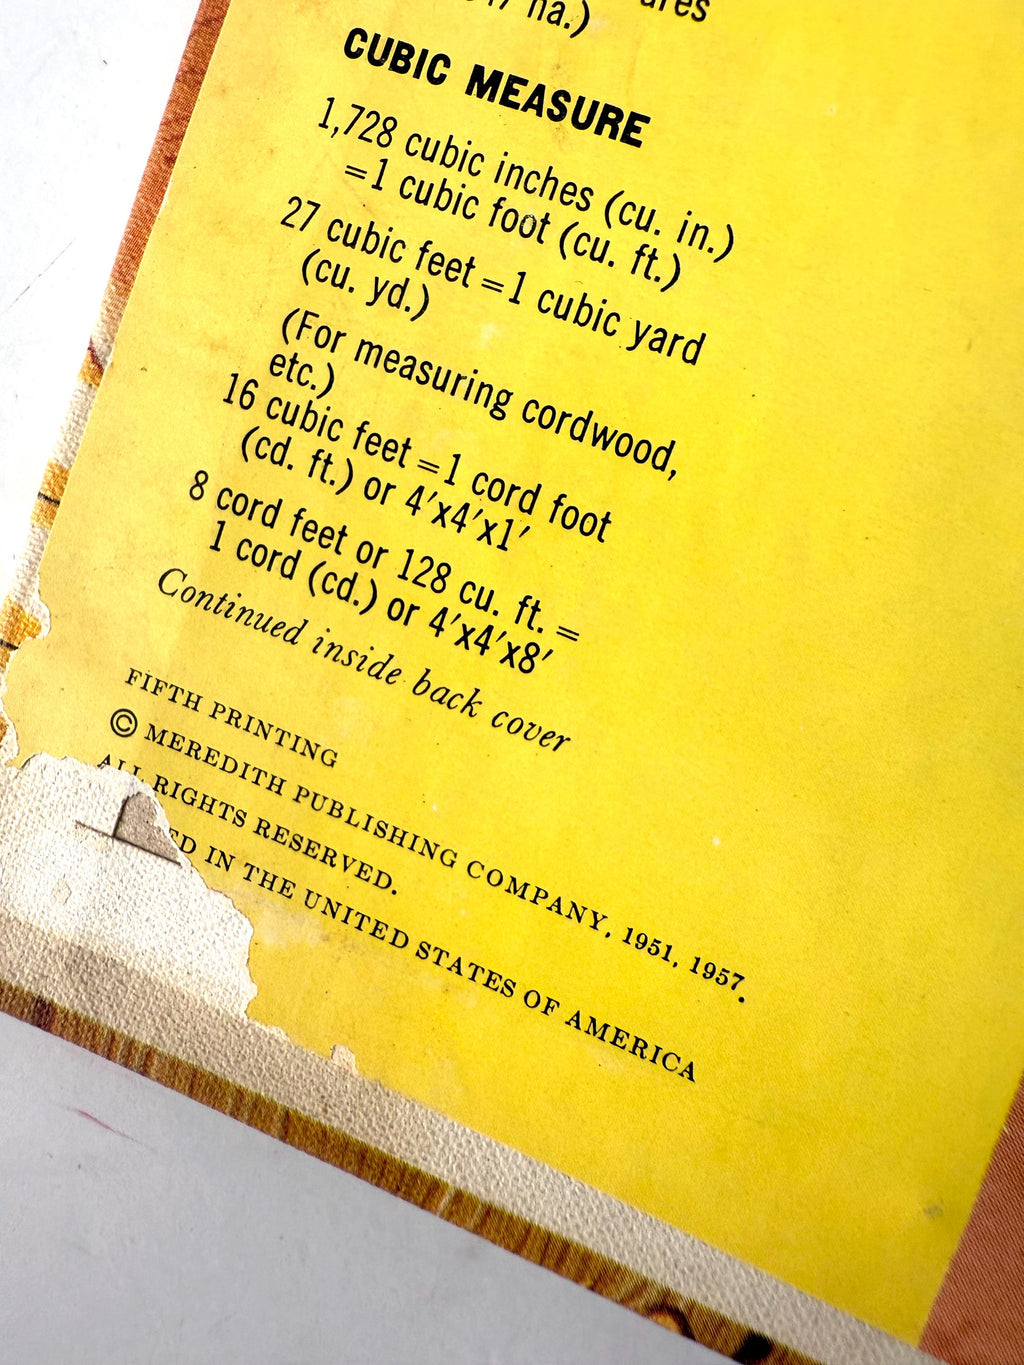 ha.)
CUBIC MEASURE
1,728 cubic inches (cu. in.)
=1 cubic foot (cu. ft.)
27 cubic feet=1 cubic yard
(cu. yd.)
(For measuring cordwood,
etc.)
16 cubic feet=1 cord foot
(cd. ft.) or 4′x4′x1′
8 cord feet or 128 cu. ft. =
1 cord (cd.) or 4′x4′x8′
Continued inside back cover
FIFTH PRINTING
© MEREDITH PUBLISHING COMPANY, 1951, 1957.
ALL RIGHTS RESERVED.
IN THE UNITED STATES OF AMERICA